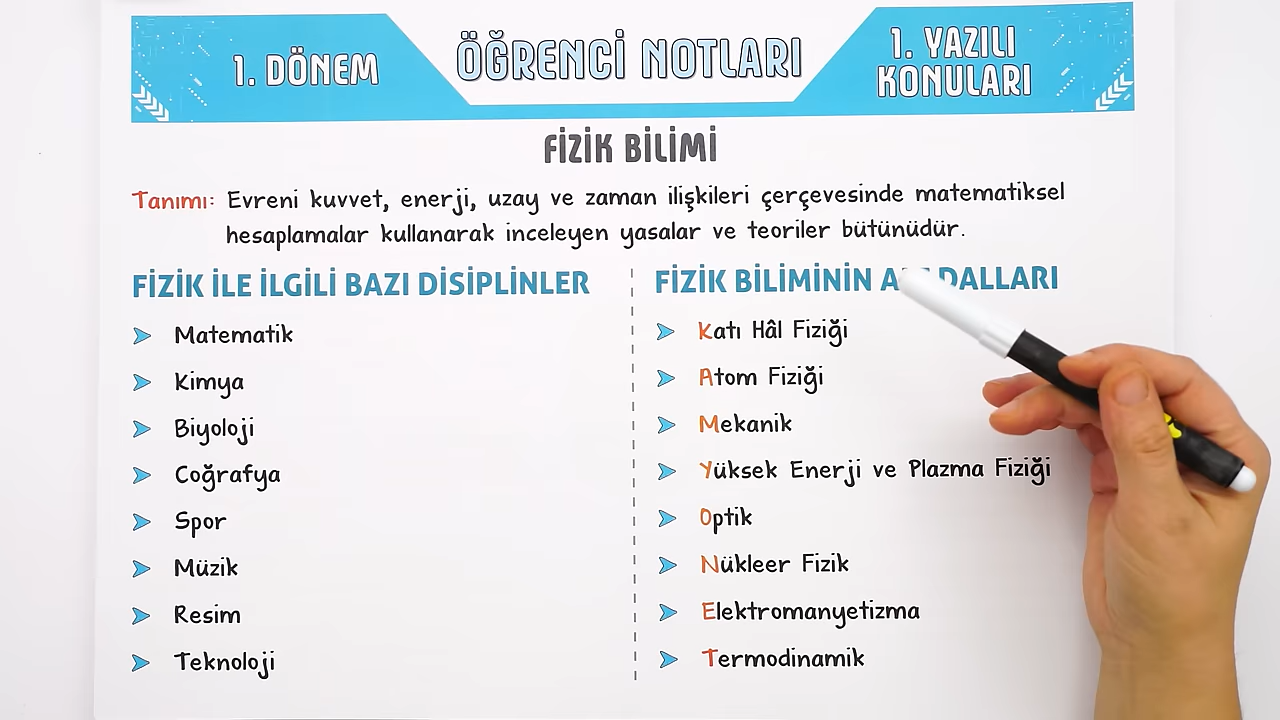 1. DÖNEM
ÖĞRENCİ NOTLARI
1. YAZILI
KONULARI
FİZİK BİLİMİ
Tanımı: Evreni kuvvet, enerji, uzay ve zaman ilişkileri çerçevesinde matematiksel
hesaplamalar kullanarak inceleyen yasalar ve teoriler bütünüdür.
FİZİK İLE İLGİLİ BAZI DİSİPLİNLER
Matematik
Kimya
Biyoloji
Coğrafya
Spor
Müzik
Resim
Teknoloji
FİZİK BİLİMİNİN DALLARI
Katı Hâl Fiziği
Atom Fiziği
Mekanik
Yüksek Enerji ve Plazma Fiziği
Optik
Nükleer Fizik
Elektromanyetizma
Termodinamik